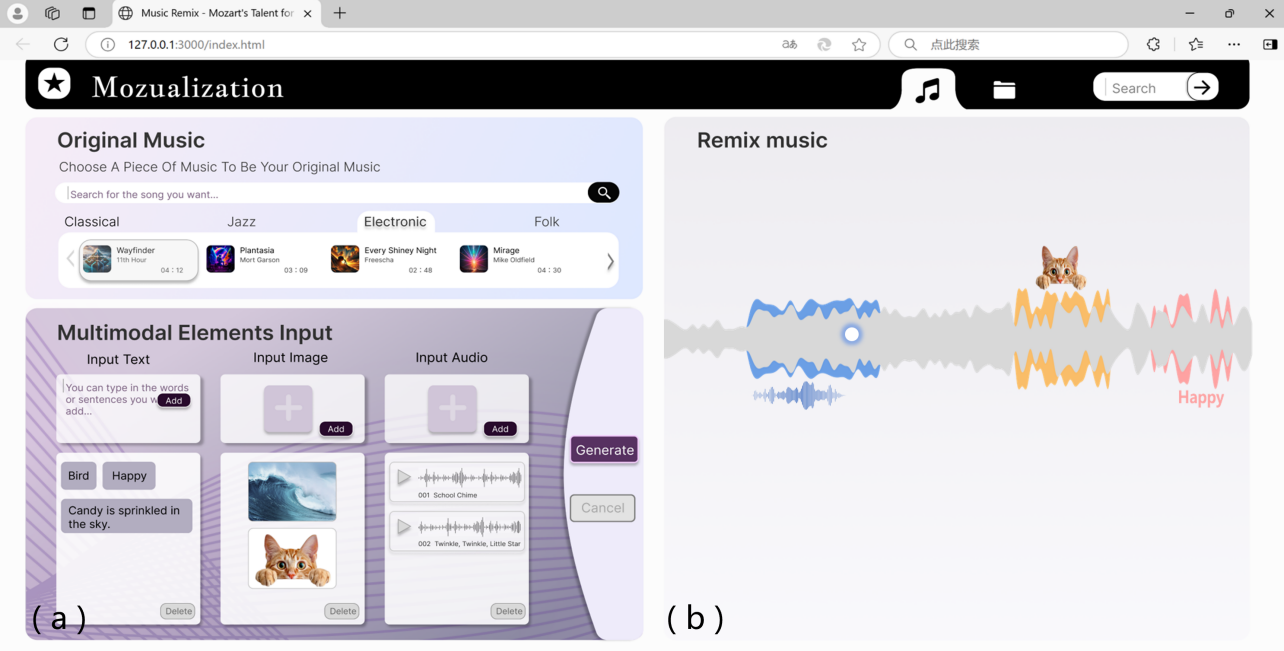 Music Remix - Mozart's Talent for
127.0.0.1:3000/index.html
点此搜索
Mozualization
Search
Original Music
Choose A Piece Of Music To Be Your Original Music
Search for the song you want...
Classical
Jazz
Electronic
Folk
Wayfinder
11th Hour
04 : 12
Plantasia
Mort Garson
03 : 09
Every Shiney Night
Freescha
02 : 48
Mirage
Mike Oldfield
04 : 30
Multimodal Elements Input
Input Text
Input Image
Input Audio
You can type in the words
or sentences you w
add...
Add
Add
Add
Bird
Happy
Candy is sprinkled in
the sky.
001 School Chime
002 Twinkle, Twinkle, Little Star
Delete
Delete
Delete
Generate
Cancel
(a)
Remix music
Happy
(b)